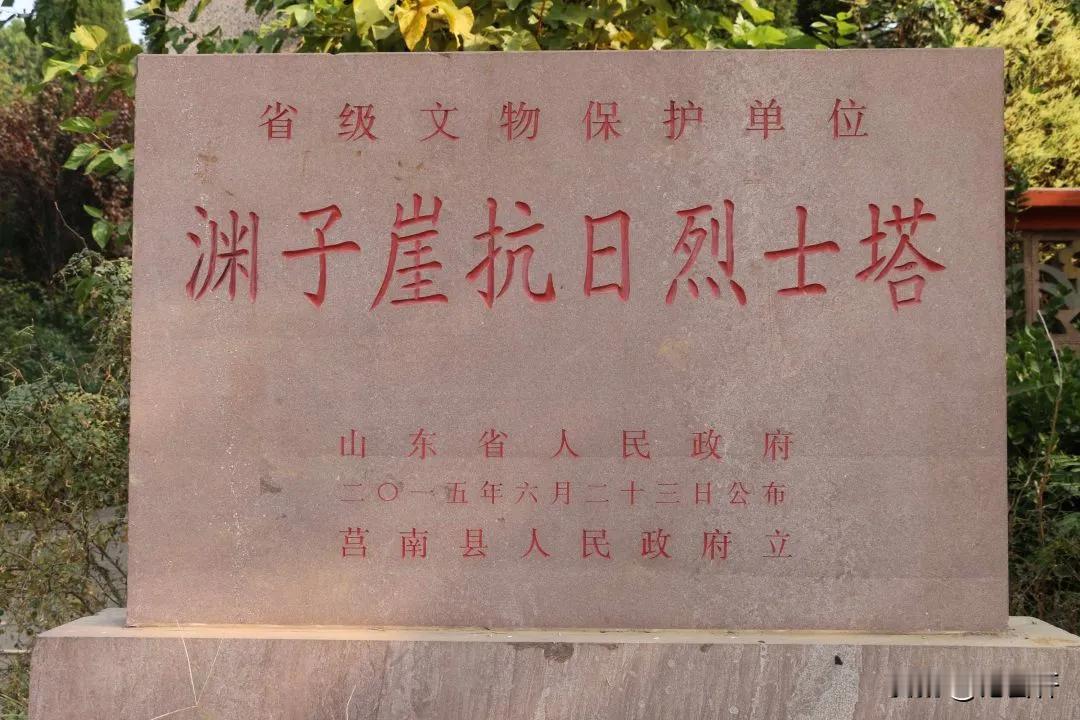 省级文物保护单位
渊子崖抗日烈士塔
山东省人民政府
二〇一五年六月二十三日公布
莒南县人民政府立